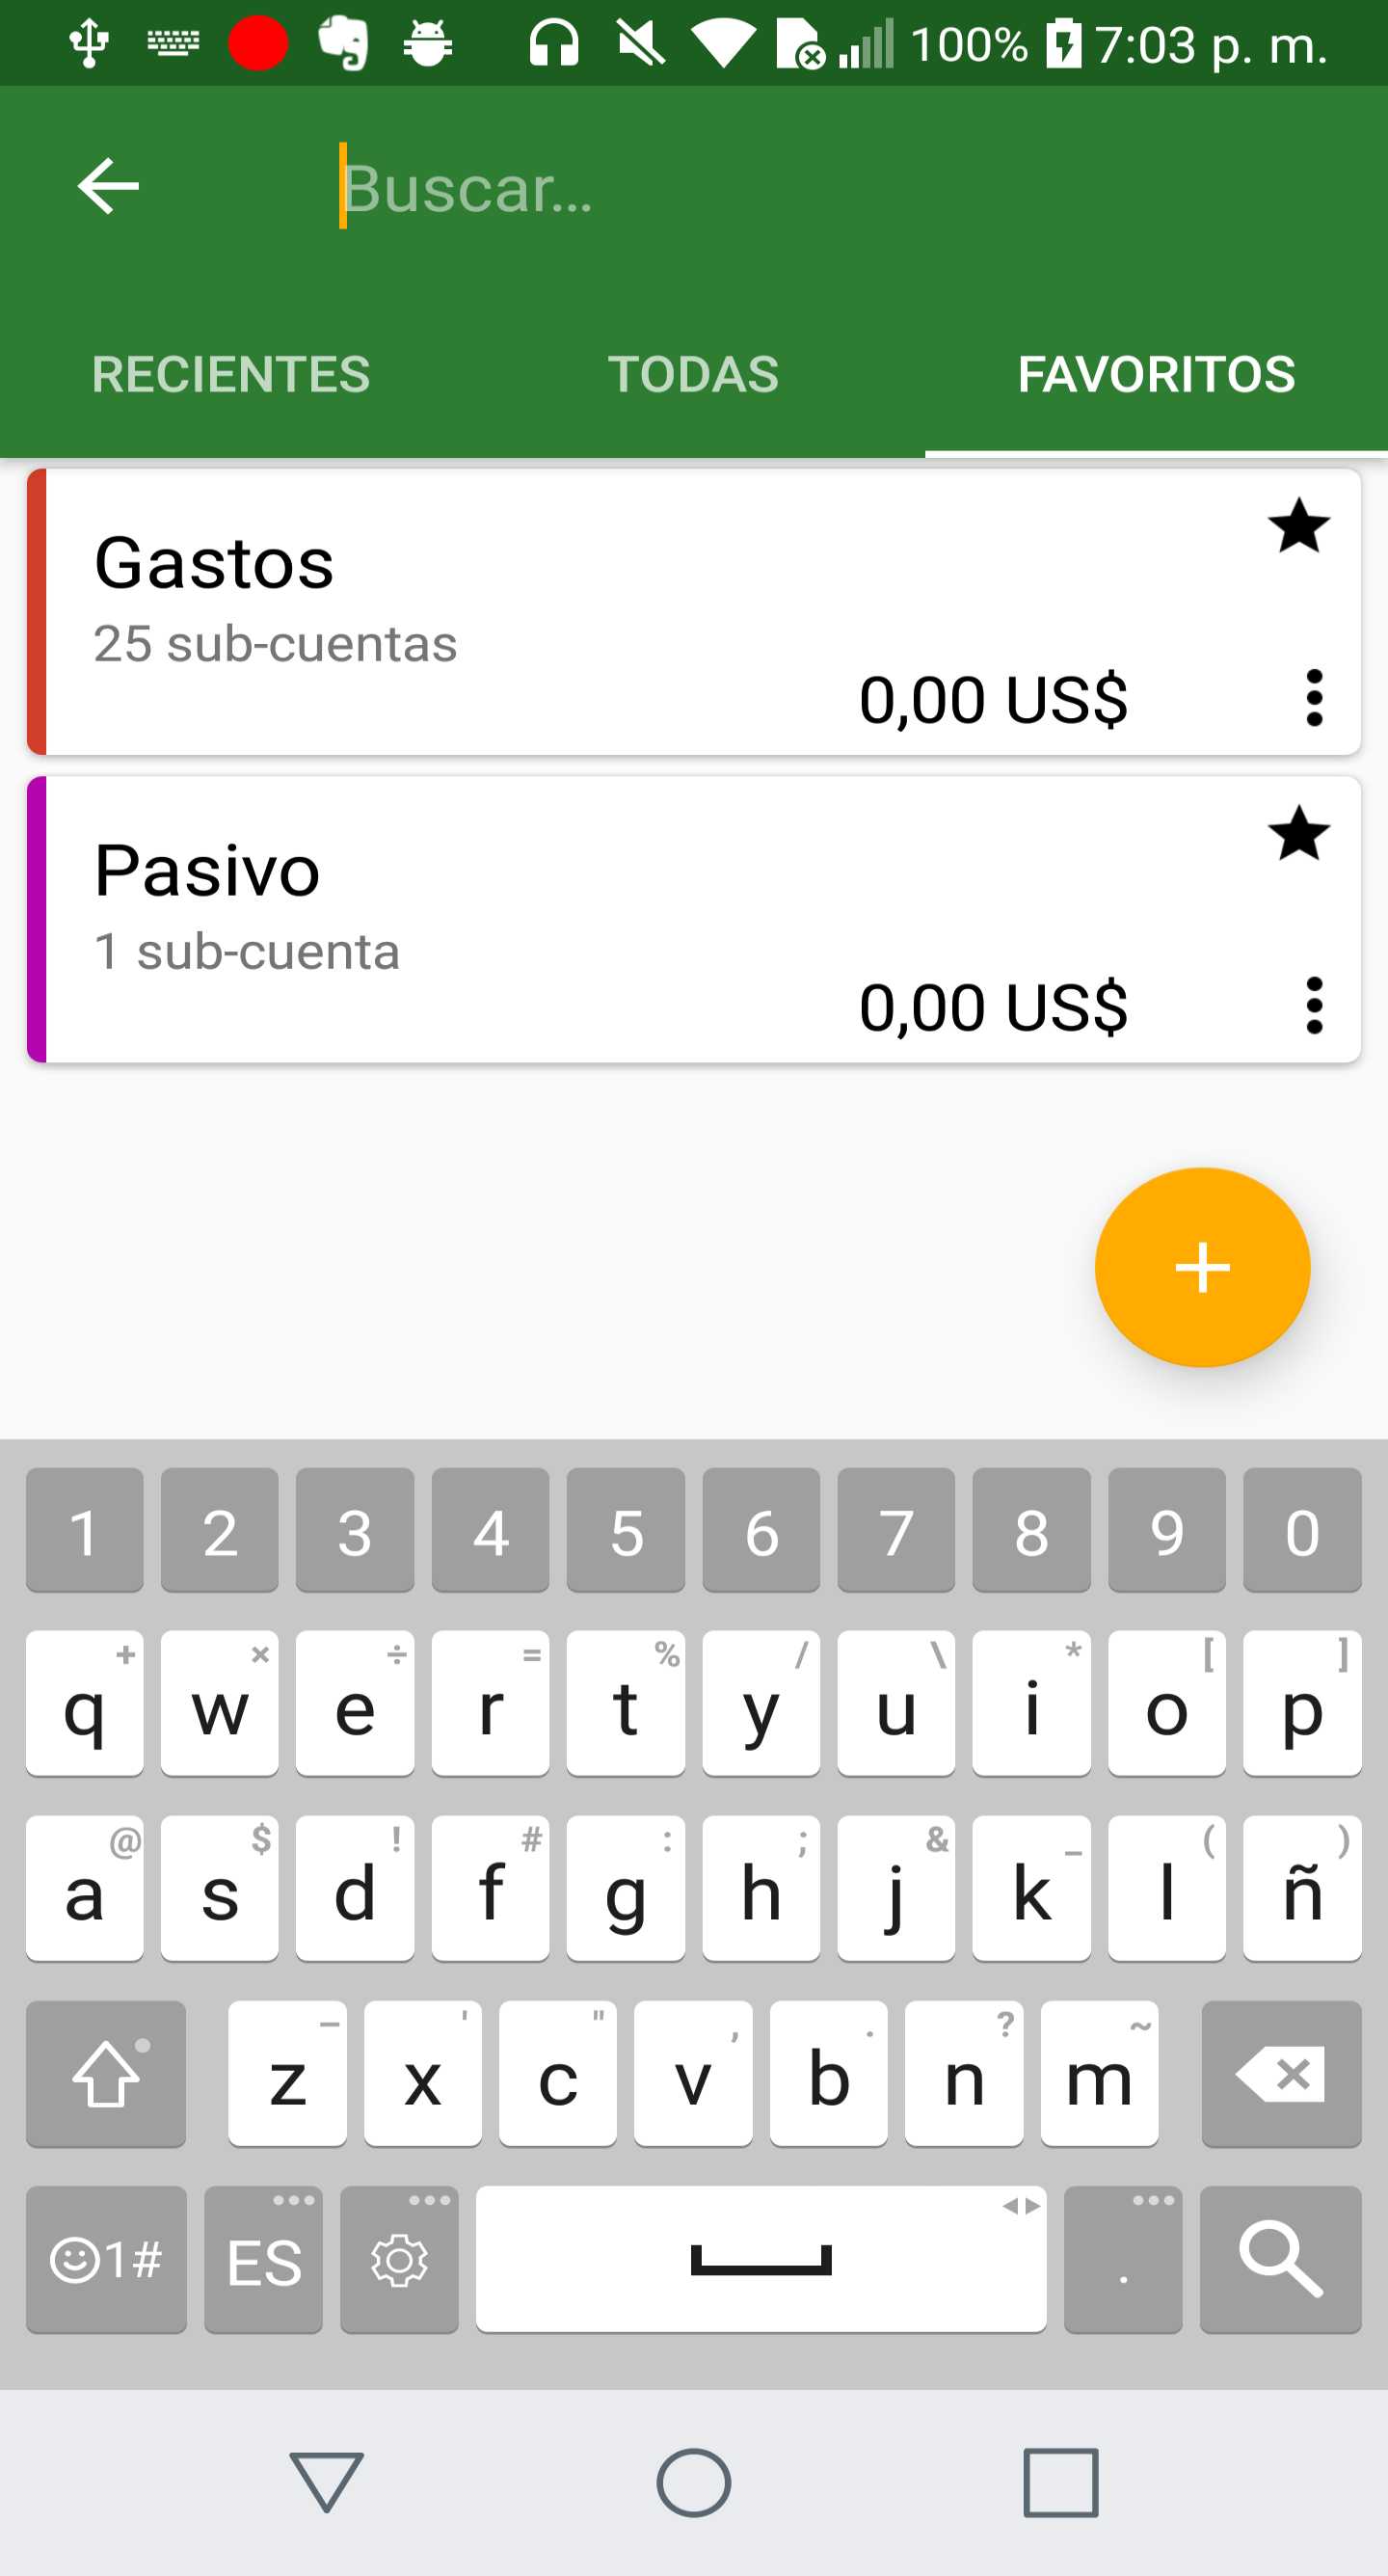 100% 7:03 p. m.
Buscar...
RECIENTES TODAS FAVORITOS
Gastos
25 sub-cuentas
0,00 US$
Pasivo
1 sub-cuenta
0,00 US$
+
1 2 3 4 5 6 7 8 9 0
+ × ÷ = % / \ * [ ]
q w e r t y u i o p
@ $ ! # : ; & _ ( )
a s d f g h j k l ñ
– ' " , . ? ~
z x c v b n m
1# ES .